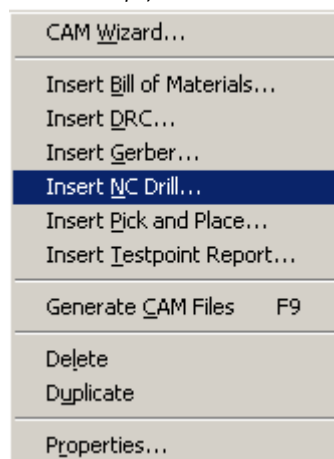 CAM Wizard...
Insert Bill of Materials...
Insert DRC...
Insert Gerber...
Insert NC Drill...
Insert Pick and Place...
Insert Testpoint Report...
Generate CAM Files F9
Delete
Duplicate
Properties...